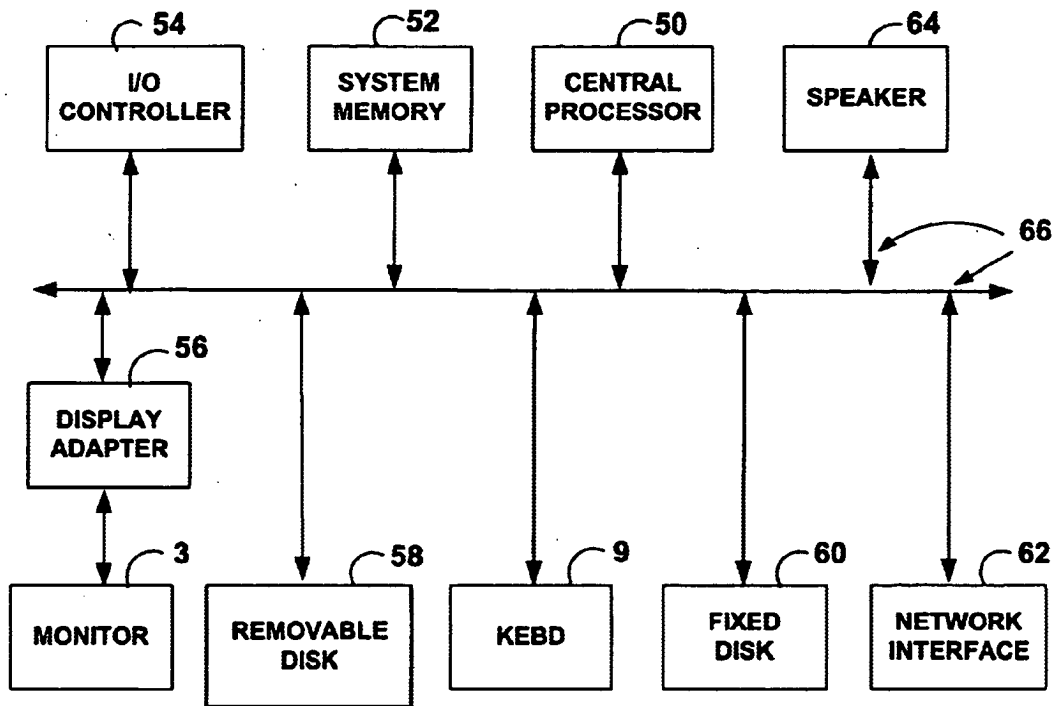 54
I/O
CONTROLLER
52
SYSTEM
MEMORY
50
CENTRAL
PROCESSOR
64
SPEAKER
66
56
DISPLAY
ADAPTER
3
MONITOR
58
REMOVABLE
DISK
9
KEBD
60
FIXED
DISK
62
NETWORK
INTERFACE